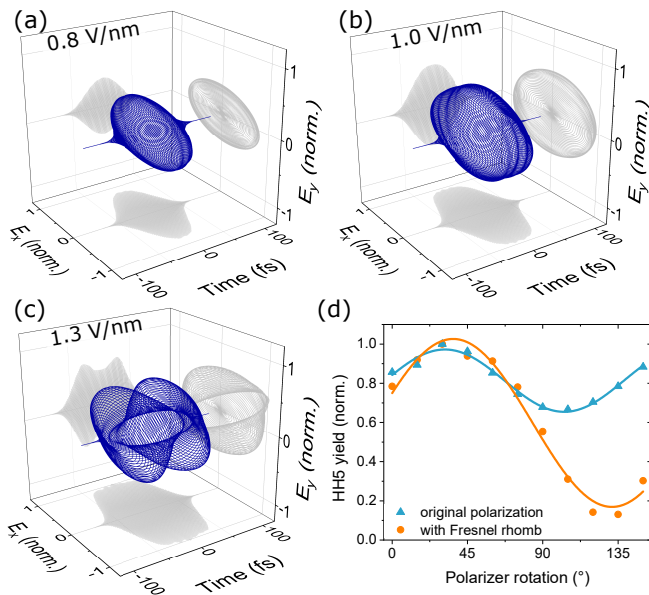 (a)
0.8 V/nm
1
0
-1
E_y (norm.)
1
0
-1
E_x (norm.)
-100
0
100
Time (fs)
(b)
1.0 V/nm
1
0
-1
E_y (norm.)
1
0
-1
E_x (norm.)
-100
0
100
Time (fs)
(c)
1.3 V/nm
1
0
-1
E_y (norm.)
1
0
-1
E_x (norm.)
-100
0
100
Time (fs)
(d)
1.0
0.8
0.6
0.4
0.2
0.0
HH5 yield (norm.)
original polarization
with Fresnel rhomb
0
45
90
135
Polarizer rotation (°)